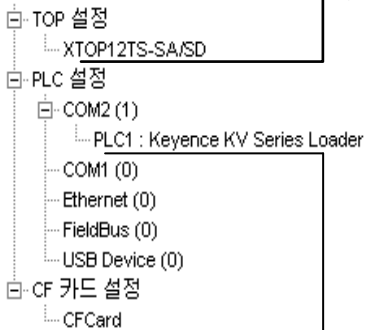 TOP 설정
XTOP12TS-SA/SD
PLC 설정
COM2 (1)
PLC1 : Keyence KV Series Loader
COM1 (0)
Ethernet (0)
FieldBus (0)
USB Device (0)
CF 카드 설정
CFCard